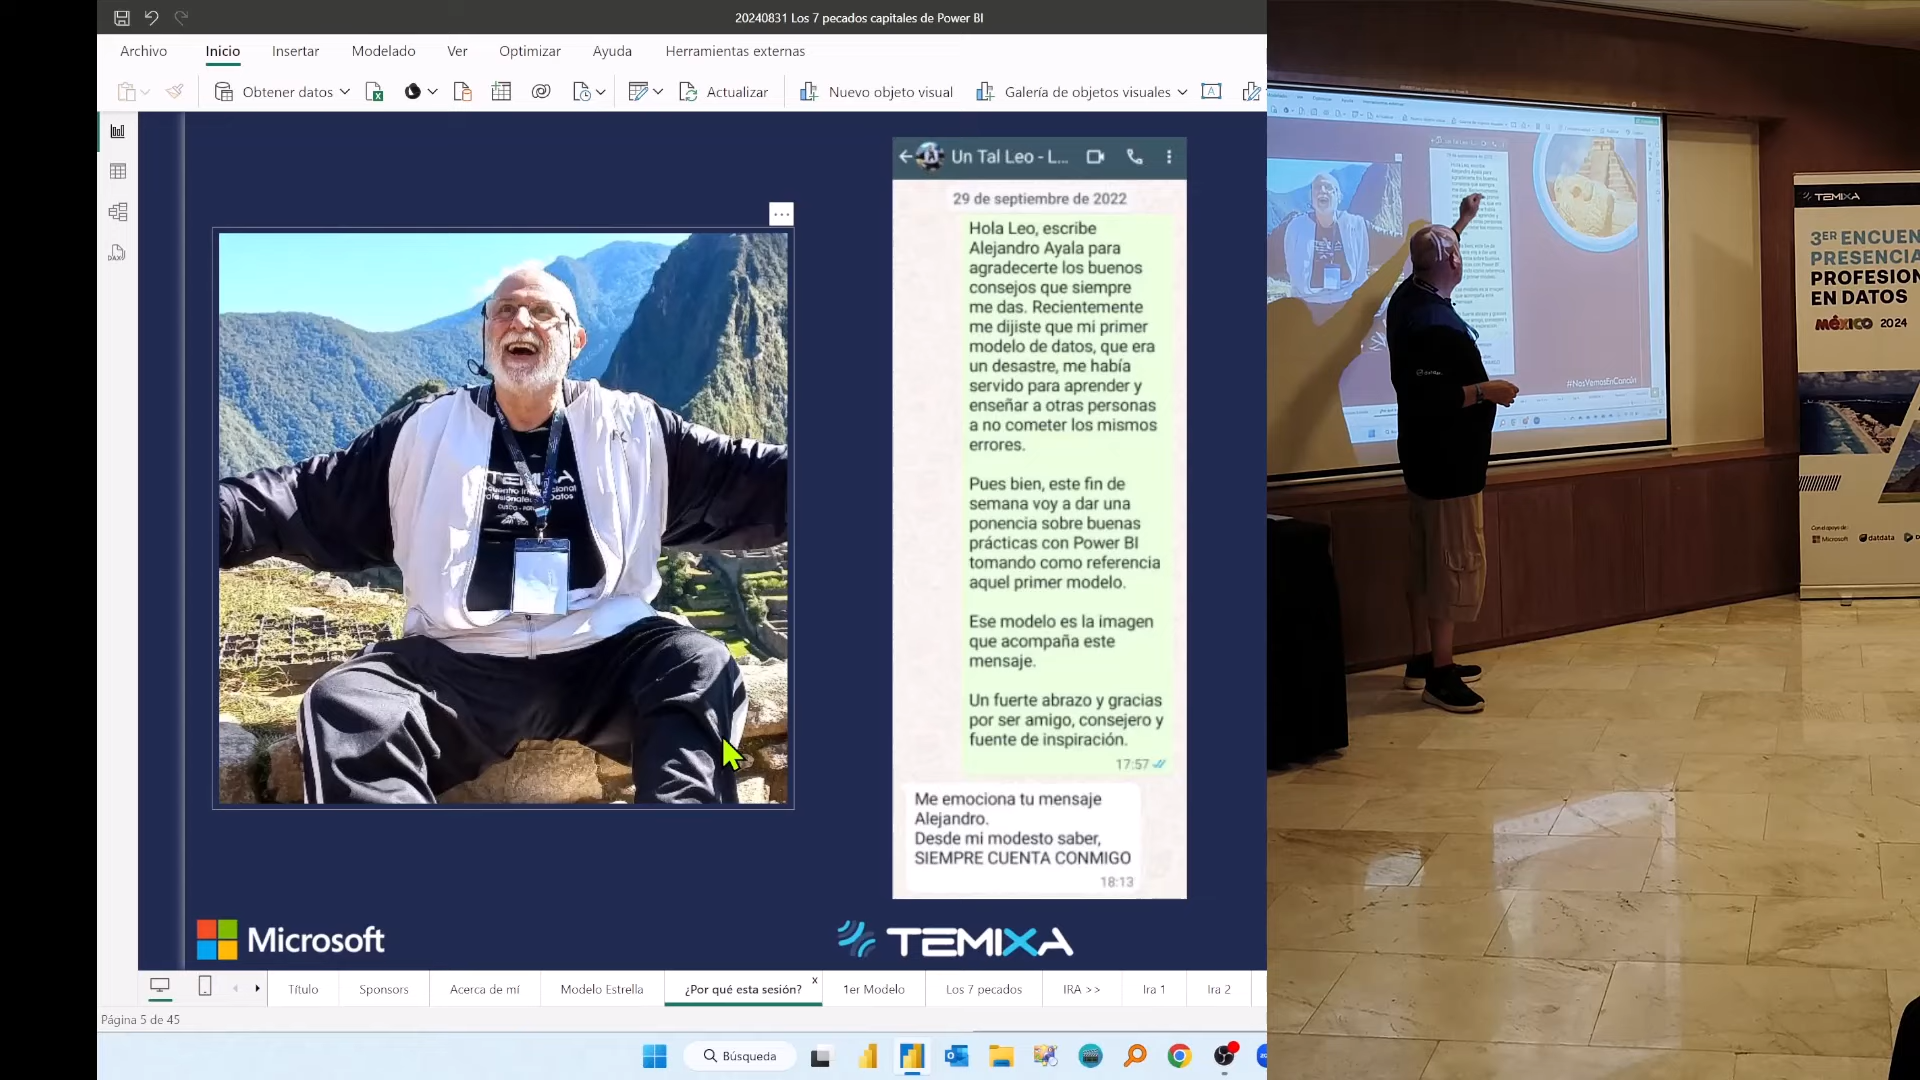 20240831 Los 7 pecados capitales de Power BI
Archivo
Inicio
Insertar
Modelado
Ver
Optimizar
Ayuda
Herramientas externas
Obtener datos
Actualizar
Nuevo objeto visual
Galería de objetos visuales
Un Tal Leo - L...
29 de septiembre de 2022
Hola Leo, escribe
Alejandro Ayala para
agradecerte los buenos
consejos que siempre
me das. Recientemente
me dijiste que mi primer
modelo de datos, que era
un desastre, me había
servido para aprender y
enseñar a otras personas
a no cometer los mismos
errores.
Pues bien, este fin de
semana voy a dar una
ponencia sobre buenas
prácticas con Power BI
tomando como referencia
aquel primer modelo.
Ese modelo es la imagen
que acompaña este
mensaje.
Un fuerte abrazo y gracias
por ser amigo, consejero y
fuente de inspiración.
17:57
Me emociona tu mensaje
Alejandro.
Desde mi modesto saber,
SIEMPRE CUENTA CONMIGO
18:13
Microsoft
TEMIXA
Título
Sponsors
Acerca de mí
Modelo Estrella
¿Por qué esta sesión?
x
1er Modelo
Los 7 pecados
IRA >>
Ira 1
Ira 2
Página 5 de 45
Búsqueda
#NosVemosEnCancún
TEMIXA
3ER ENCUEN
PRESENCIA
PROFESION
EN DATOS
MÉXICO 2024
Con el apoyo de:
Microsoft
datdata